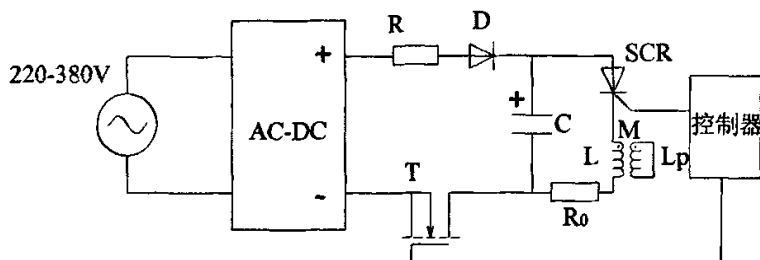 220-380V
AC-DC
+
-
R
D
T
+
C
SCR
M
L
Lp
R₀
控制器